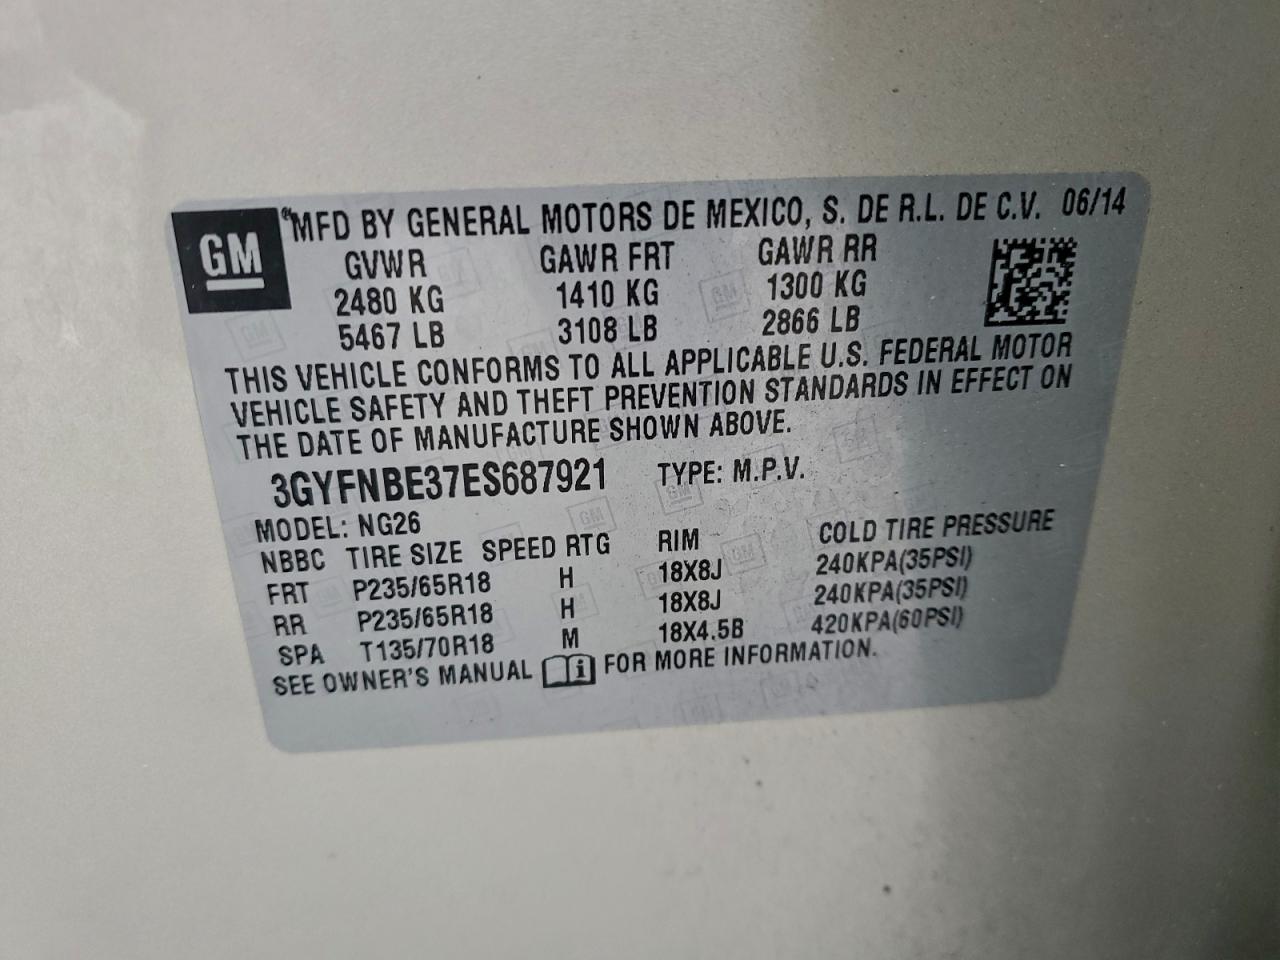 GM
MFD BY GENERAL MOTORS DE MEXICO, S. DE R.L. DE C.V. 06/14
GVWR GAWR FRT GAWR RR
2480 KG 1410 KG 1300 KG
5467 LB 3108 LB 2866 LB
THIS VEHICLE CONFORMS TO ALL APPLICABLE U.S. FEDERAL MOTOR
VEHICLE SAFETY AND THEFT PREVENTION STANDARDS IN EFFECT ON
THE DATE OF MANUFACTURE SHOWN ABOVE.
3GYFNBE37ES687921 TYPE: M.P.V.
MODEL: NG26
NBBC TIRE SIZE SPEED RTG RIM COLD TIRE PRESSURE
FRT P235/65R18 H 18X8J 240KPA(35PSI)
RR P235/65R18 H 18X8J 240KPA(35PSI)
SPA T135/70R18 M 18X4.5B 420KPA(60PSI)
SEE OWNER'S MANUAL i FOR MORE INFORMATION.